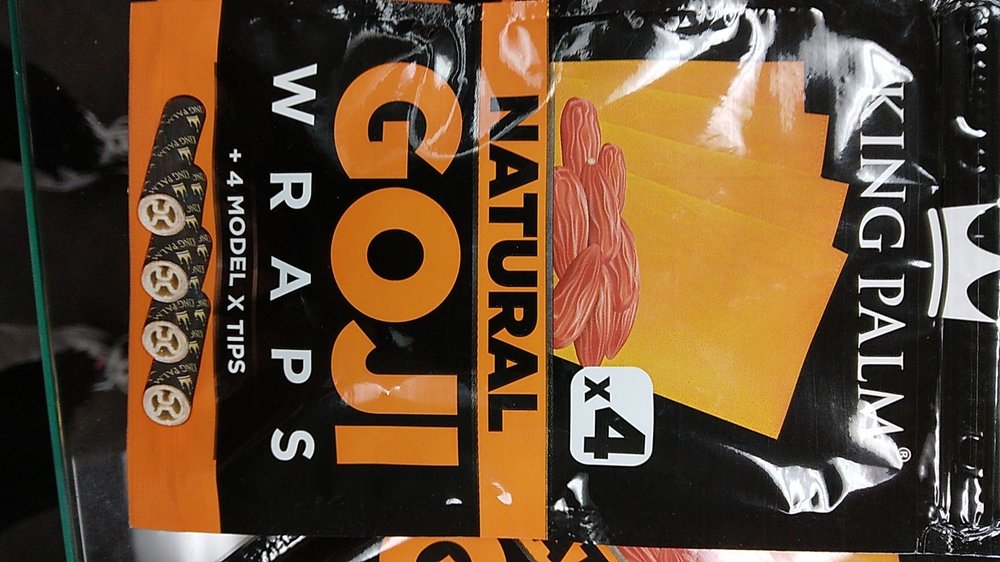 KING PALM®
x4
NATURAL
GOJI
WRAPS
+ 4 MODEL X TIPS